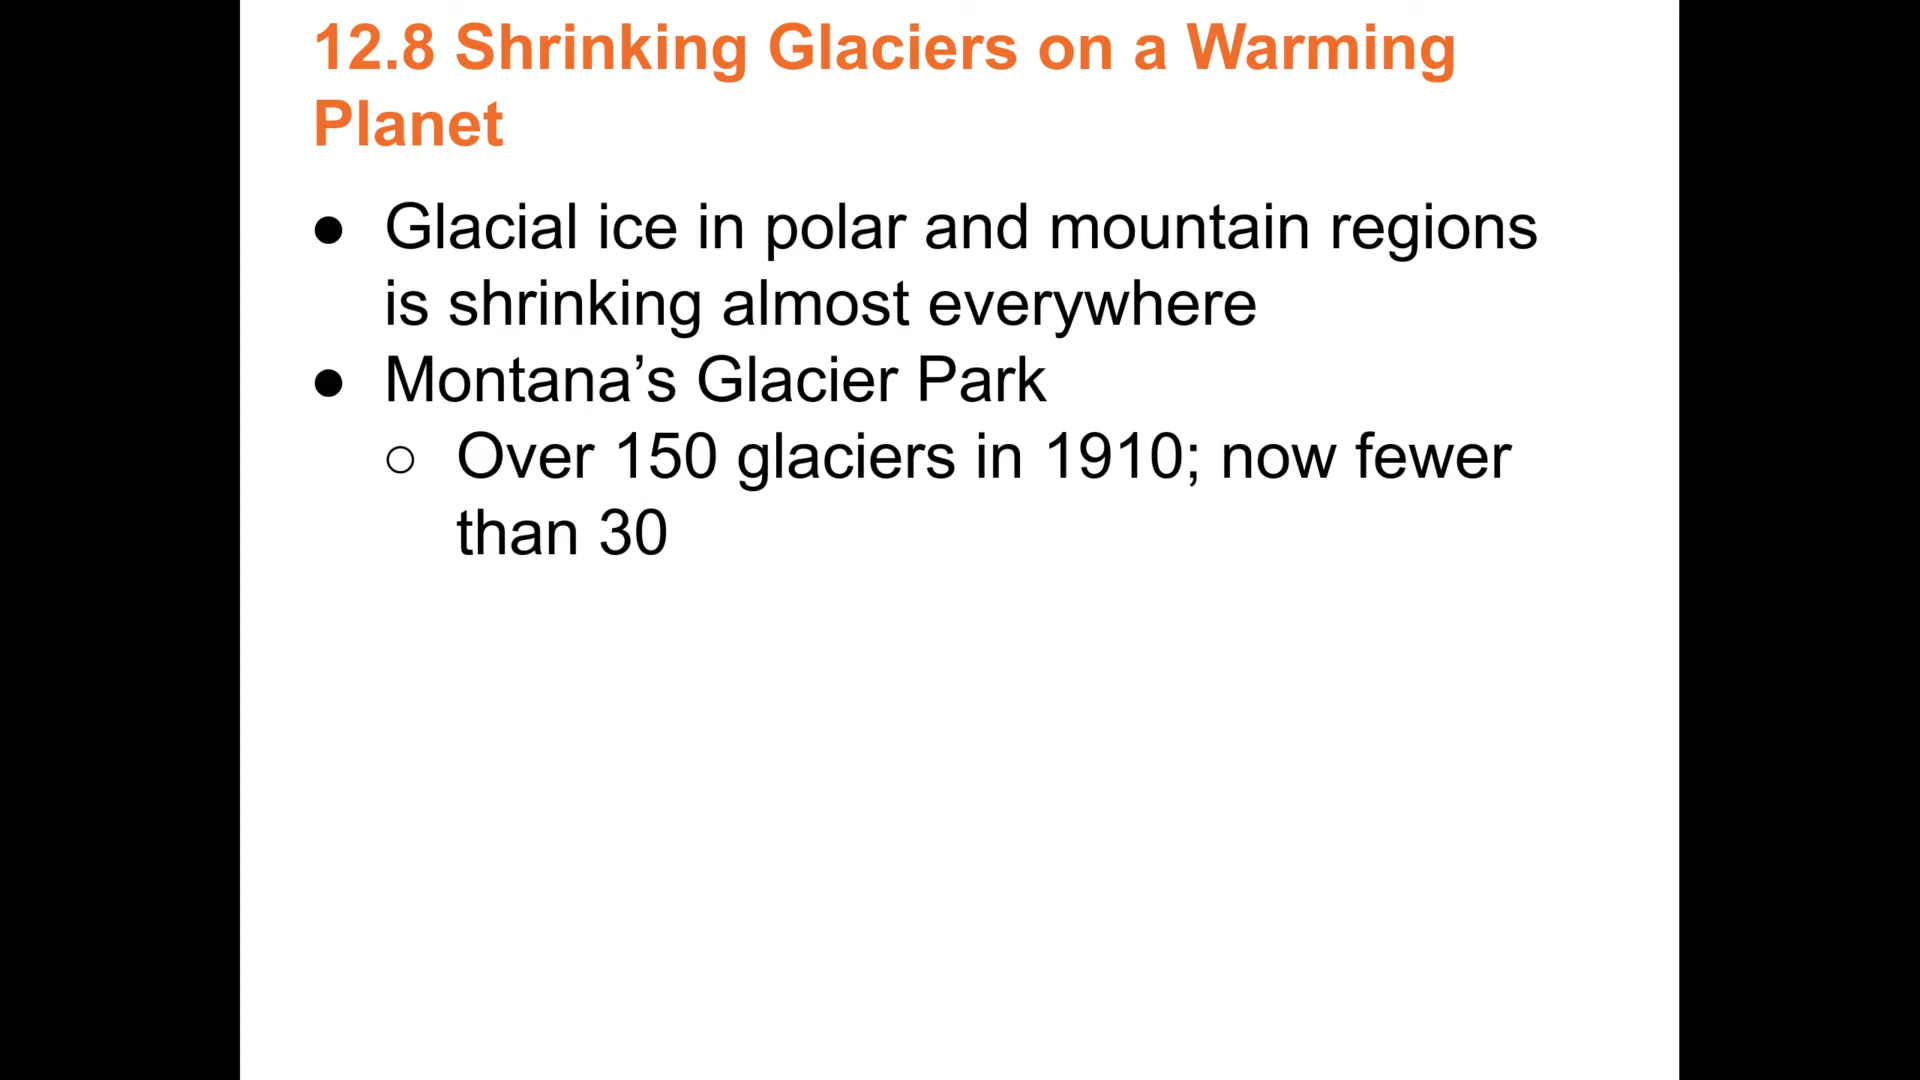 12.8 Shrinking Glaciers on a Warming
Planet
● Glacial ice in polar and mountain regions
is shrinking almost everywhere
● Montana’s Glacier Park
○ Over 150 glaciers in 1910; now fewer
than 30